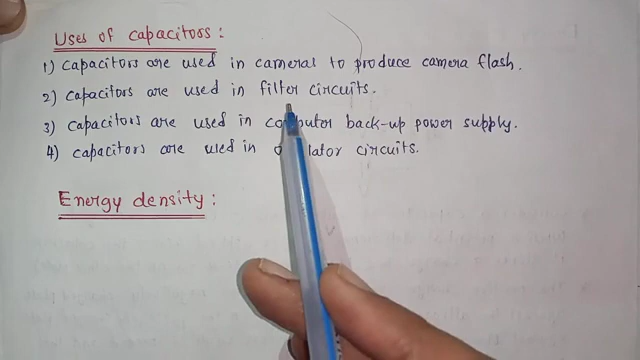 Uses of capacitors :
1) Capacitors are used in cameras to produce camera flash.
2) Capacitors are used in filter circuits.
3) Capacitors are used in computer back-up power supply.
4) Capacitors are used in circuits.
Energy density :